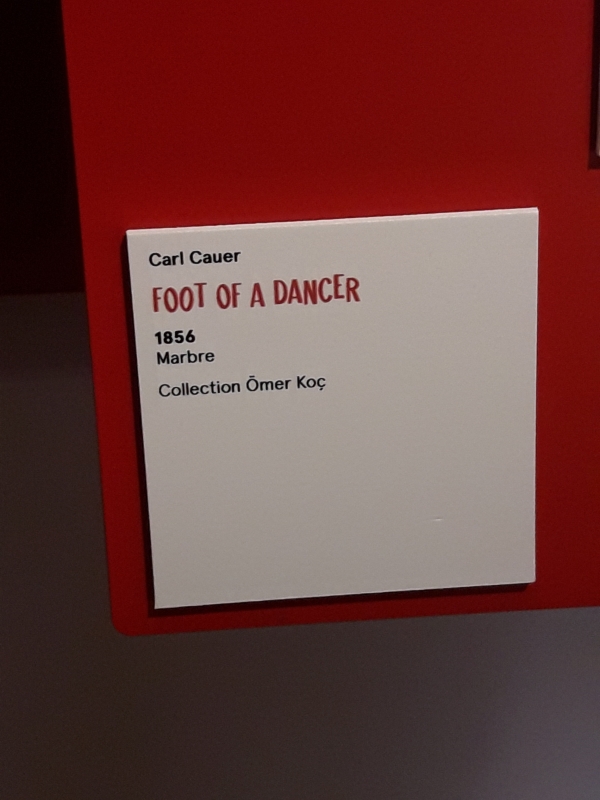 Carl Cauer
FOOT OF A DANCER
1856
Marbre
Collection Ömer Koç